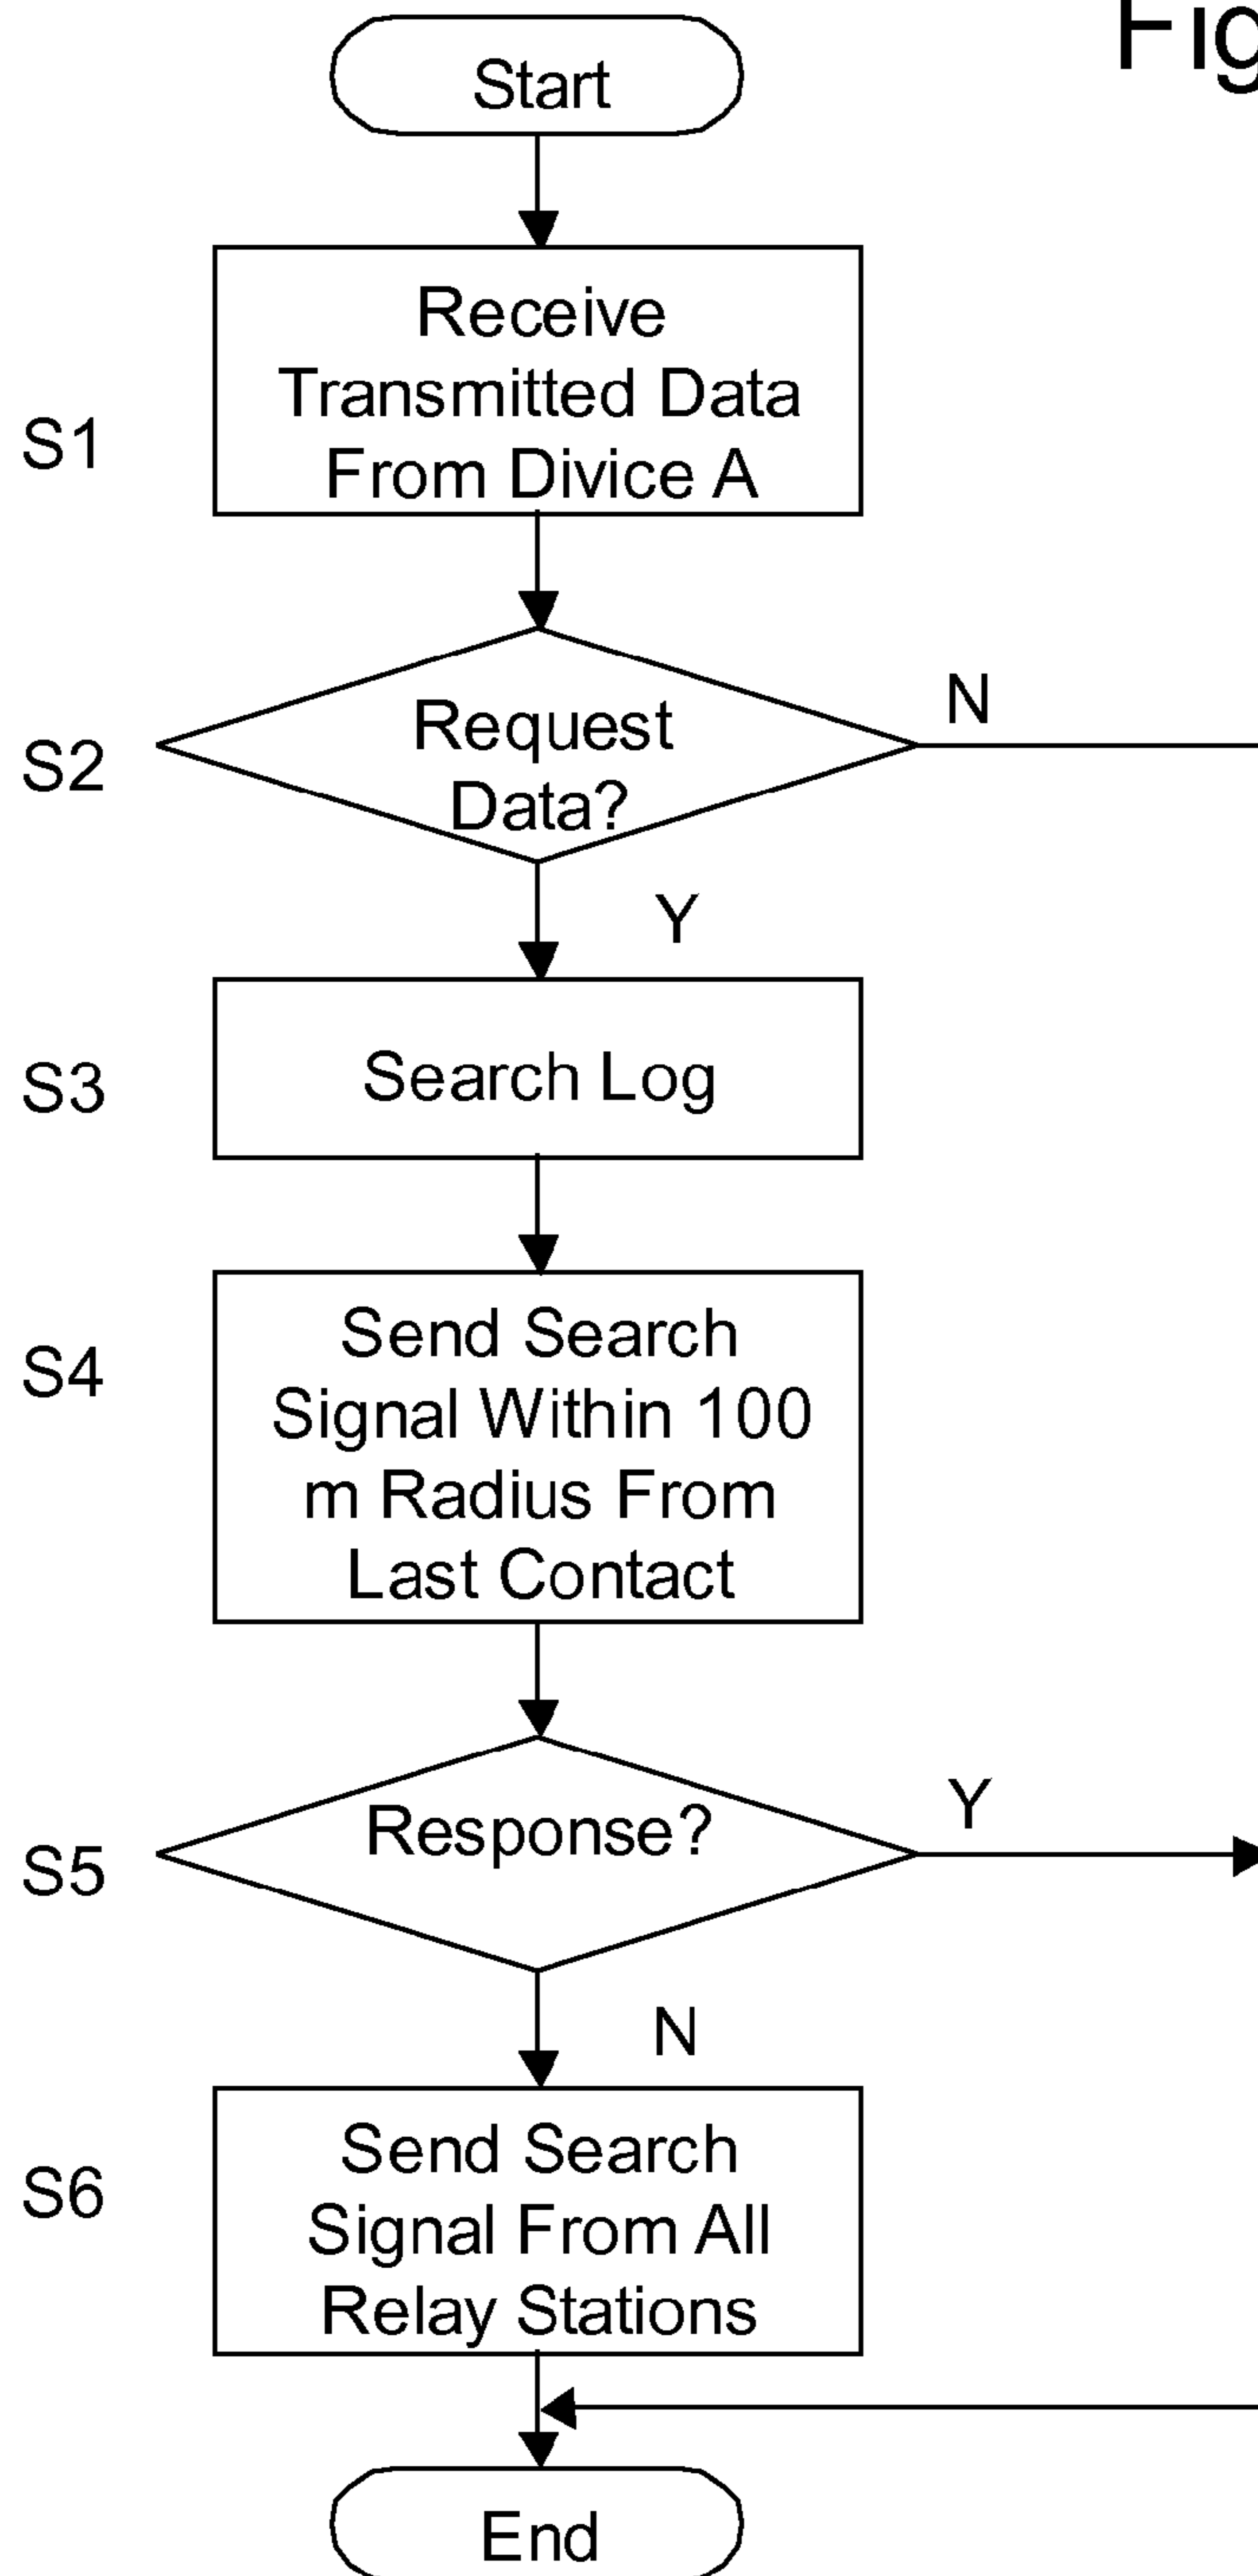 Fig
Start
S1
Receive
Transmitted Data
From Divice A
S2
Request
Data?
N
Y
S3
Search Log
S4
Send Search
Signal Within 100
m Radius From
Last Contact
S5
Response?
Y
N
S6
Send Search
Signal From All
Relay Stations
End